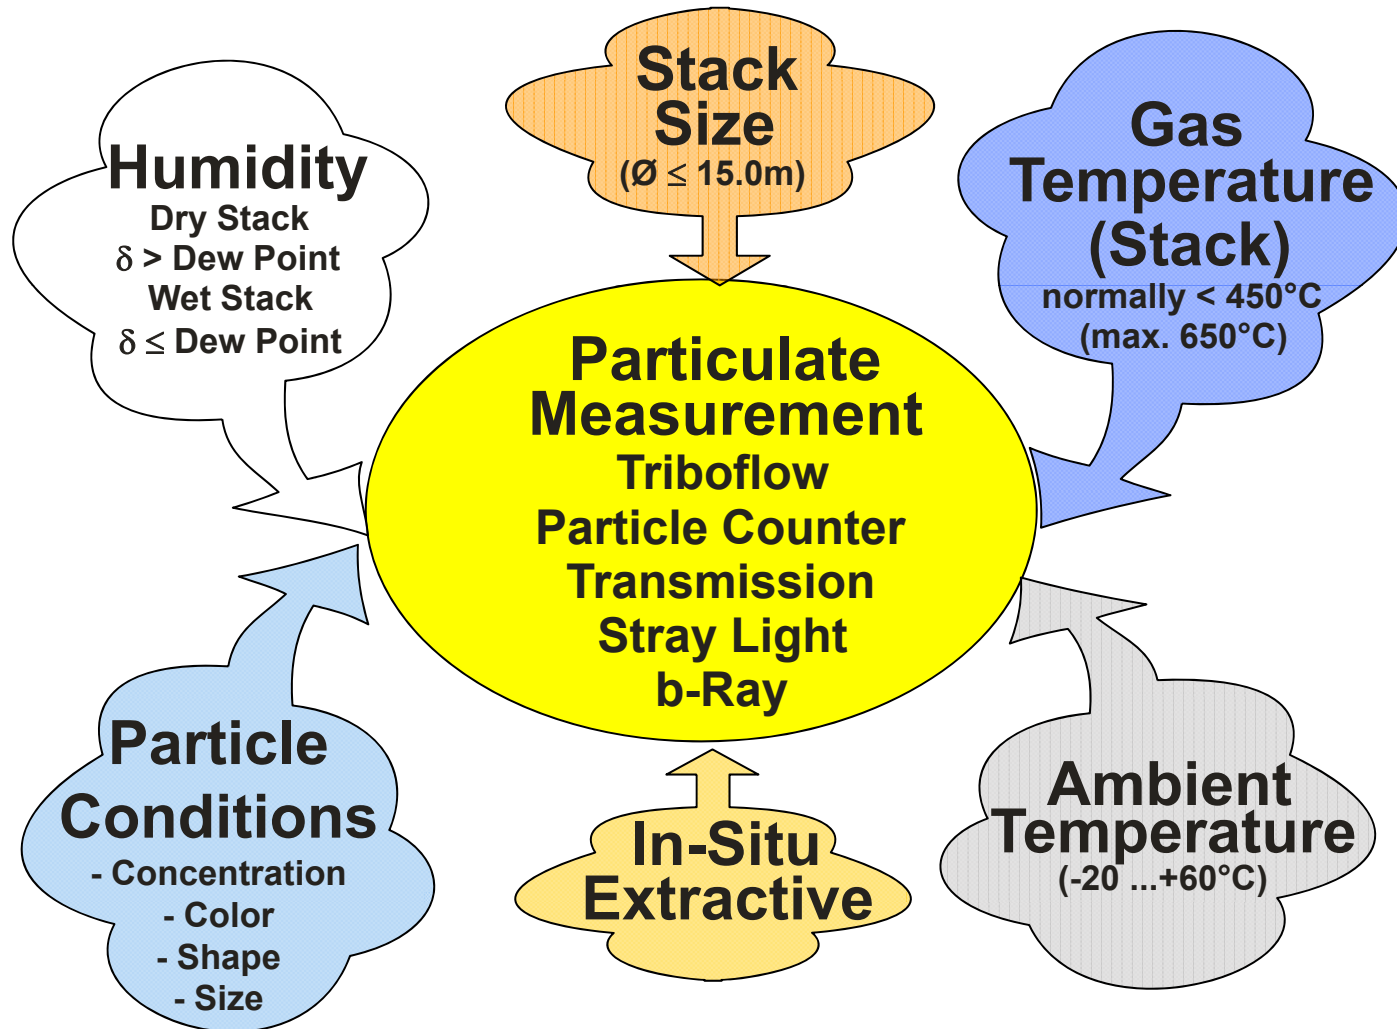 Stack
Size
(Ø ≤ 15.0m)
Humidity
Dry Stack
δ > Dew Point
Wet Stack
δ ≤ Dew Point
Gas
Temperature
(Stack)
normally < 450°C
(max. 650°C)
Particulate
Measurement
Triboflow
Particle Counter
Transmission
Stray Light
b-Ray
Particle
Conditions
- Concentration
- Color
- Shape
- Size
In-Situ
Extractive
Ambient
Temperature
(-20 ...+60°C)